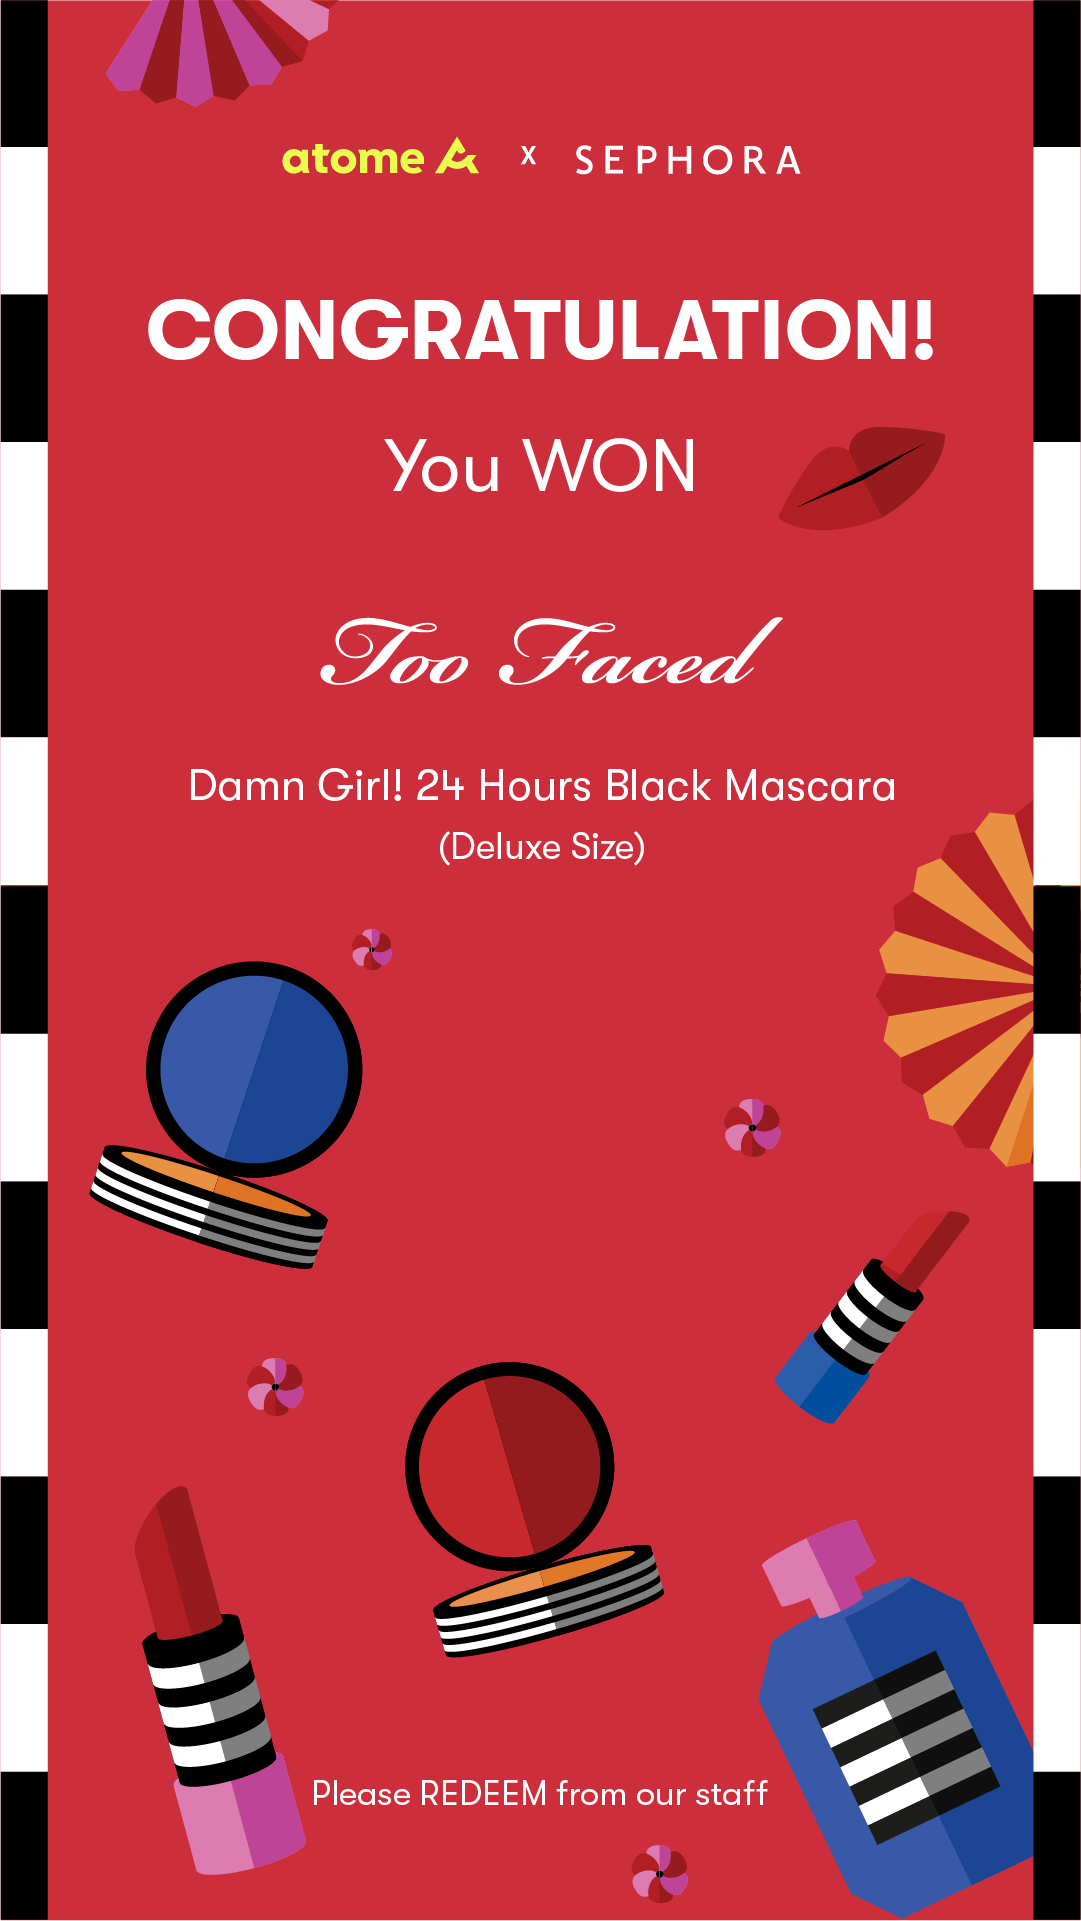 atome x SEPHORA
CONGRATULATION!
You WON
Too Faced
Damn Girl! 24 Hours Black Mascara
(Deluxe Size)
Please REDEEM from our staff